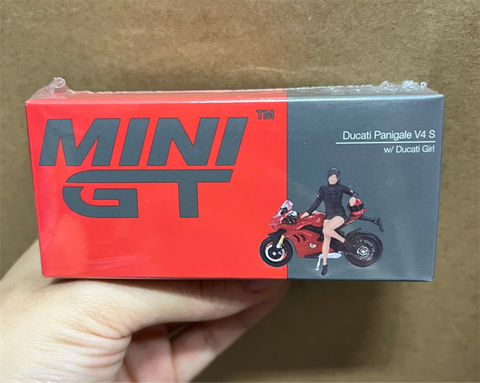 MINI
GT
TM
Ducati Panigale V4 S
w/ Ducati Girl